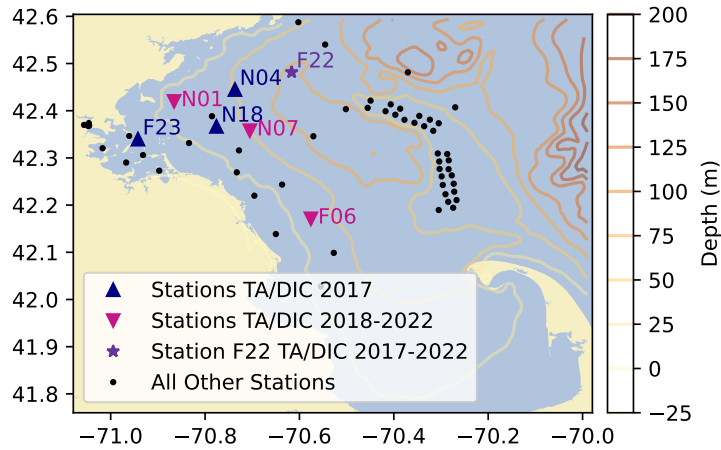 42.6
42.5
42.4
42.3
42.2
42.1
42.0
41.9
41.8
F22
N04
N01
N18
N07
F23
F06
Stations TA/DIC 2017
Stations TA/DIC 2018-2022
Station F22 TA/DIC 2017-2022
All Other Stations
−71.0
−70.8
−70.6
−70.4
−70.2
−70.0
200
175
150
125
100
75
50
25
0
−25
Depth (m)